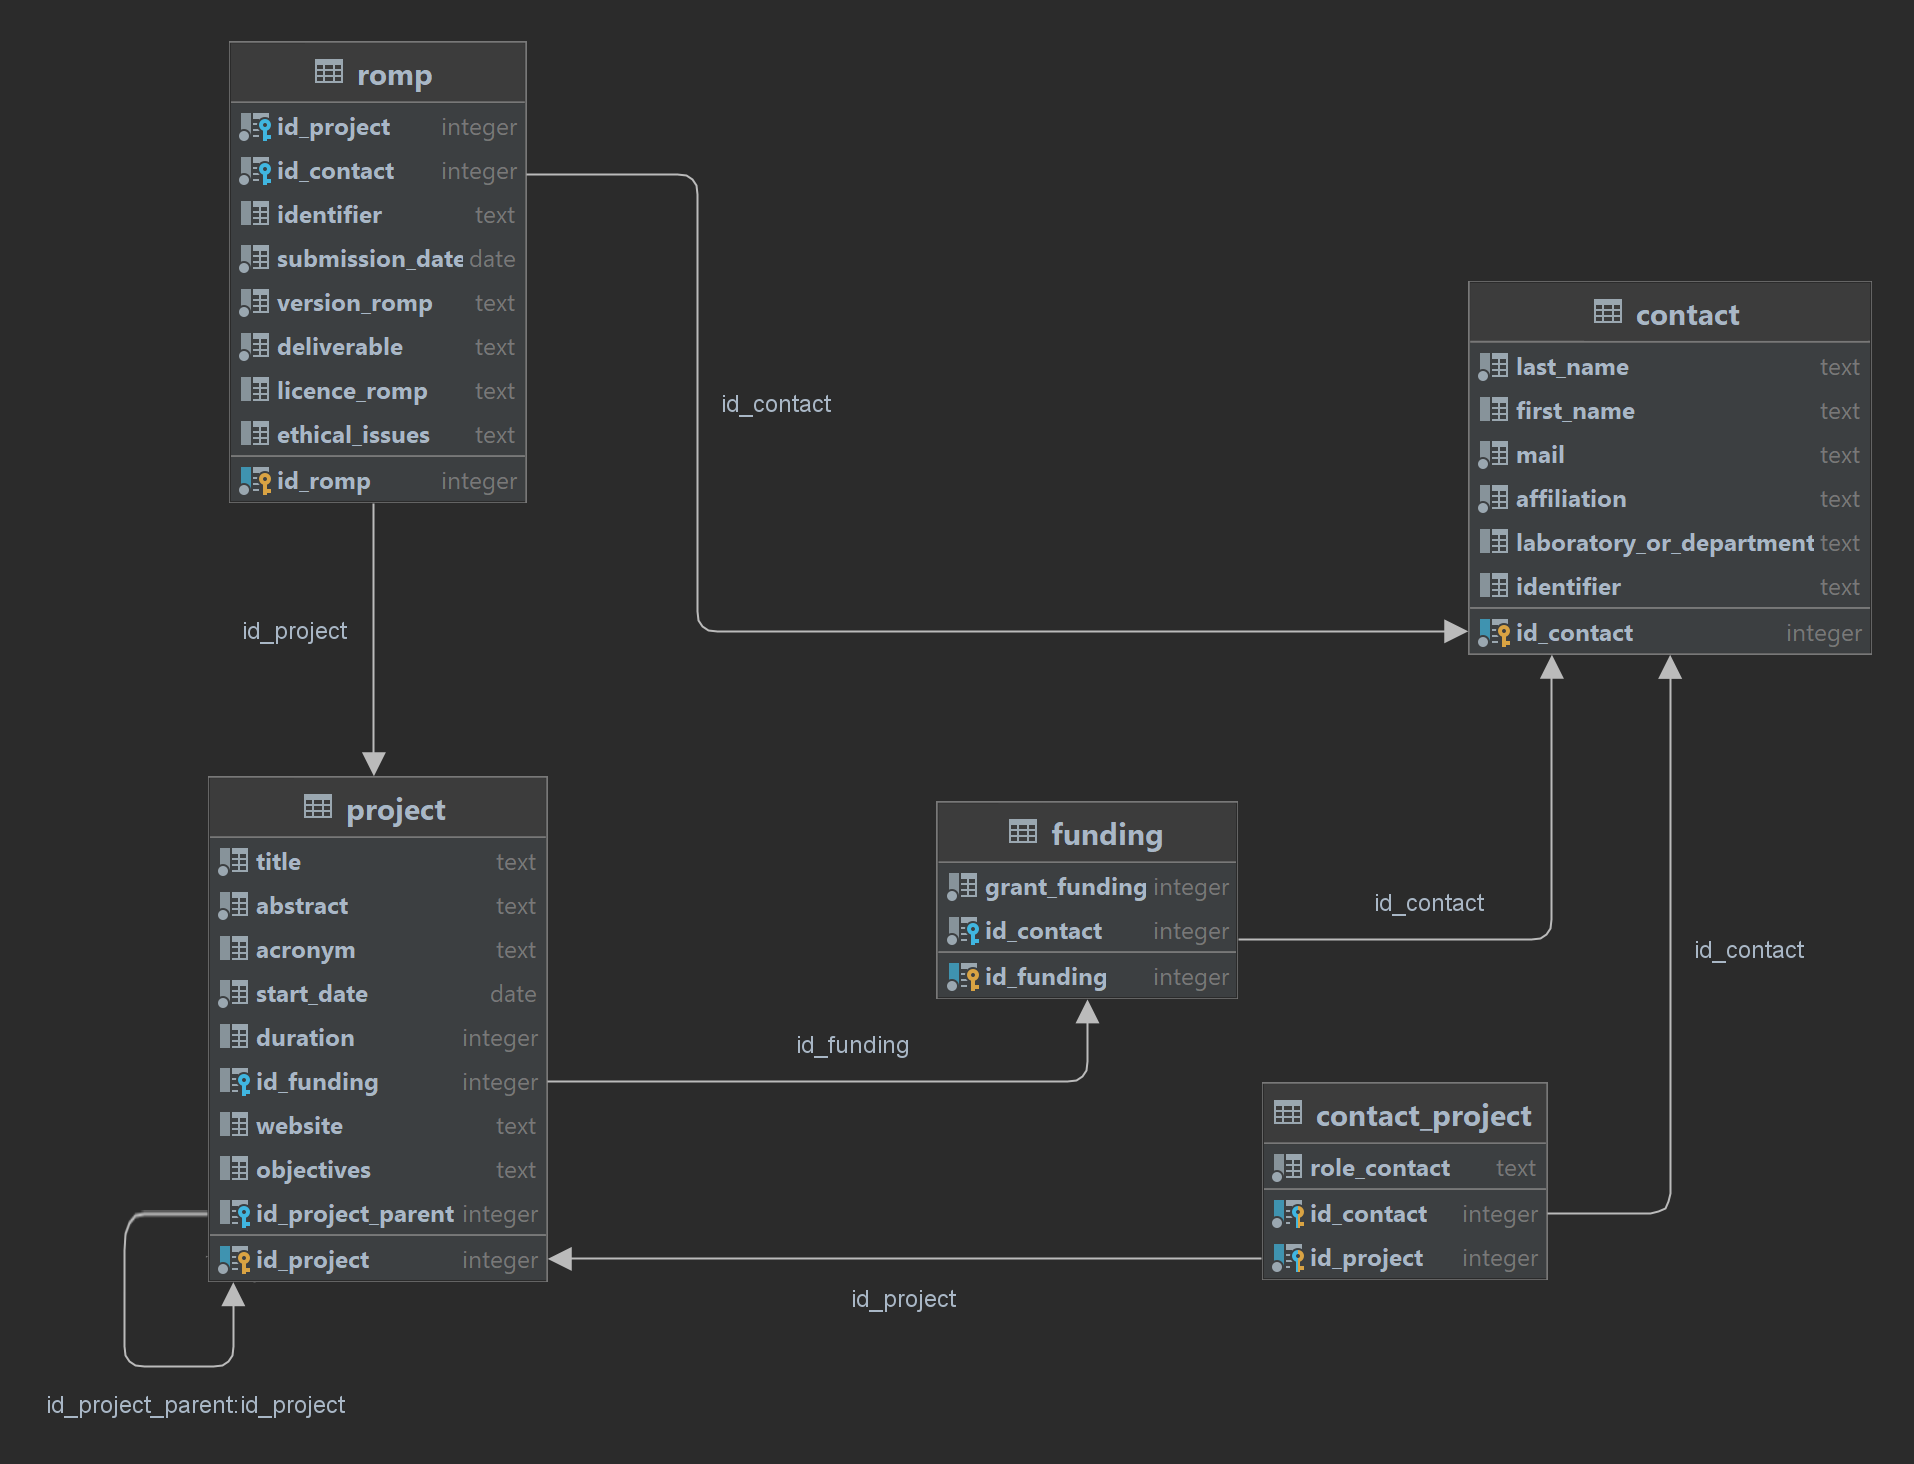 romp
id_project integer
id_contact integer
identifier text
submission_date date
version_romp text
deliverable text
licence_romp text
ethical_issues text
id_romp integer
id_contact
contact
last_name text
first_name text
mail text
affiliation text
laboratory_or_department text
identifier text
id_contact integer
id_project
project
title text
abstract text
acronym text
start_date date
duration integer
id_funding integer
website text
objectives text
id_project_parent integer
id_project integer
id_project_parent:id_project
funding
grant_funding integer
id_contact integer
id_funding integer
id_funding
id_contact
id_contact
contact_project
role_contact text
id_contact integer
id_project integer
id_project